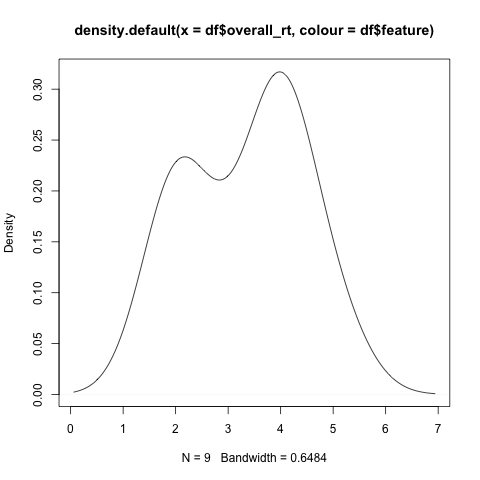 density.default(x = df$overall_rt, colour = df$feature)
Density
0.30
0.25
0.20
0.15
0.10
0.05
0.00
0 1 2 3 4 5 6 7
N = 9 Bandwidth = 0.6484